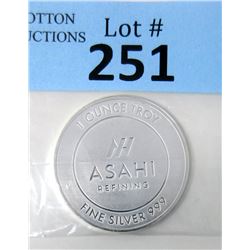 OTTON
UCTIONS
Lot #
251
1 OUNCE TROY
ASAHI
REFINING
FINE SILVER 999